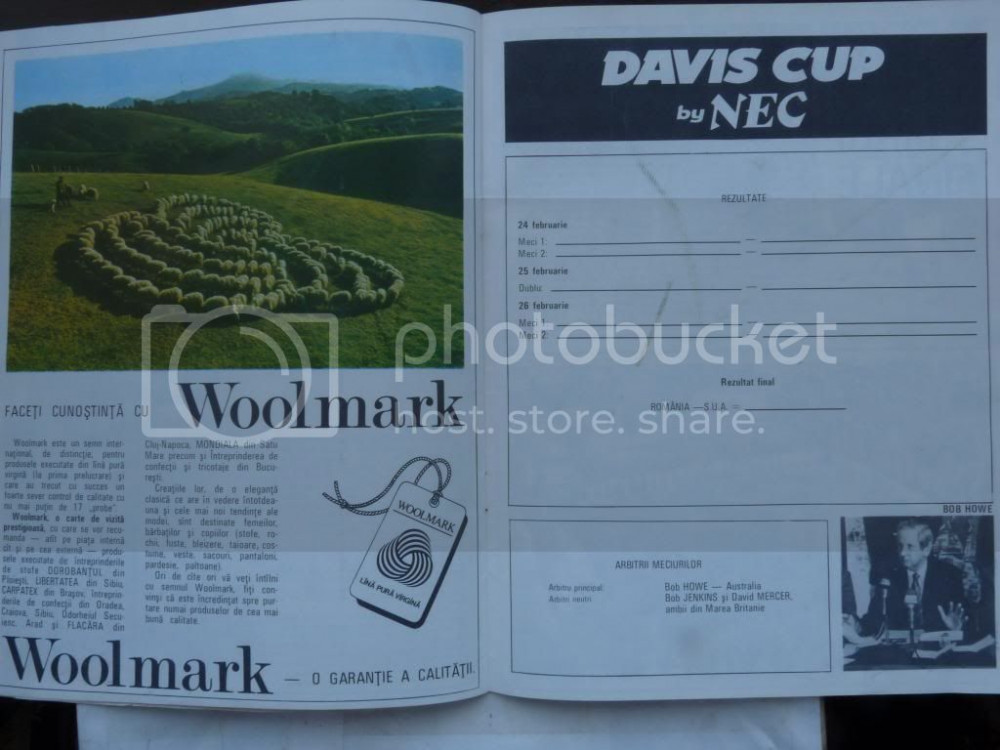 FACEȚI CUNOȘTINȚĂ CU Woolmark
Woolmark este un semn inter-
național, de distincție, pentru
produsele executate din lînă pură
virgină (la prima prelucrare) și
care au trecut cu succes un
foarte sever control de calitate cu
nu mai puțin de 17 „probe".
Woolmark, o carte de vizită
prestigioasă, cu care se vor reco-
manda — atît pe piața internă
cît și pe cea externă — produ-
sele executate de întreprinderile
de stofe DOROBANȚUL din
Ploiești, LIBERTATEA din Sibiu,
CARPATEX din Brașov, întreprin-
derile de confecții din Oradea,
Craiova, Sibiu, Odorheiul Secu-
iesc, Arad și FLACĂRA din
Cluj-Napoca, MONDIALA din Satu
Mare precum și Întreprinderea de
confecții și tricotaje din Bucu-
rești.
Creațiile lor, de o eleganță
clasică ce are în vedere întotdea-
una și cele mai noi tendințe ale
modei, sînt destinate femeilor,
bărbaților și copiilor (stofe, ro-
chii, fuste, bleizere, taioare, cos-
tume, veste, sacouri, pantaloni,
pardesie, paltoane).
Ori de cîte ori vă veți întîlni
cu semnul Woolmark, fiți con-
vinși că este încredințat spre pur-
tare numai produselor de cea mai
bună calitate.
WOOLMARK
LÎNĂ PURĂ VIRGINĂ
Woolmark — O GARANȚIE A CALITĂȚII.
DAVIS CUP
by NEC
REZULTATE
24 februarie
Meci 1: —
Meci 2: —
25 februarie
Dublu: —
26 februarie
Meci 1: —
Meci 2: —
Rezultat final
ROMÂNIA — S.U.A. —
BOB HOWE
ARBITRII MECIURILOR
Arbitru principal: Bob HOWE — Australia
Arbitri neutri: Bob JENKINS și David MERCER,
ambii din Marea Britanie
photobucket
host. store. share.